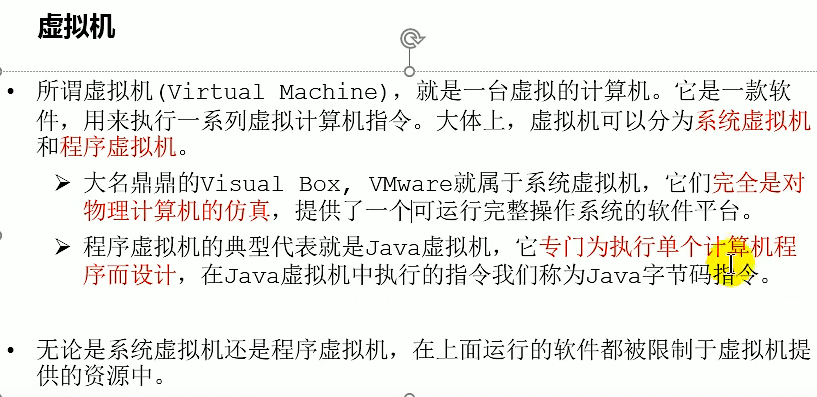 虚拟机
• 所谓虚拟机(Virtual Machine)，就是一台虚拟的计算机。它是一款软
件，用来执行一系列虚拟计算机指令。大体上，虚拟机可以分为系统虚拟机
和程序虚拟机。
➢ 大名鼎鼎的Visual Box, VMware就属于系统虚拟机，它们完全是对
物理计算机的仿真，提供了一个可运行完整操作系统的软件平台。
➢ 程序虚拟机的典型代表就是Java虚拟机，它专门为执行单个计算机程
序而设计，在Java虚拟机中执行的指令我们称为Java字节码指令。
• 无论是系统虚拟机还是程序虚拟机，在上面运行的软件都被限制于虚拟机提
供的资源中。